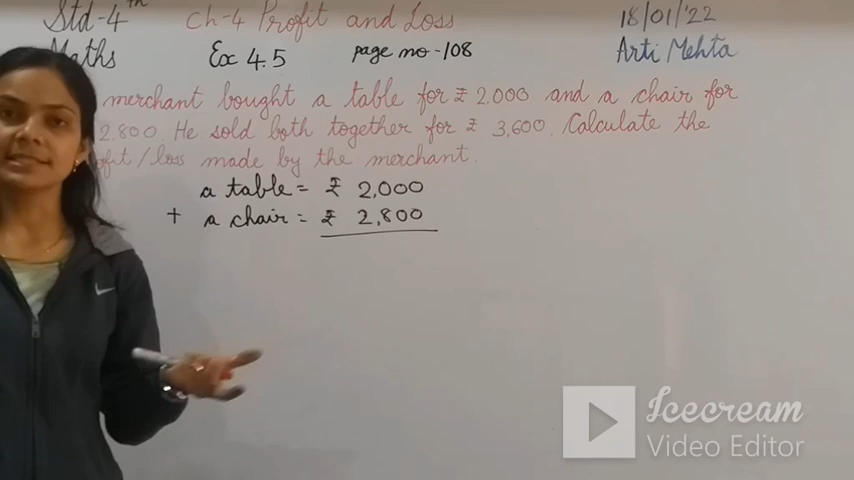 Std-4th Ch-4 Profit and Loss 18/01/'22
Maths Ex 4.5 page no-108 Arti Mehta
merchant bought a table for ₹ 2,000 and a chair for
2,800. He sold both together for ₹ 3,600. Calculate the
ofit/loss made by the merchant.
a table = ₹ 2,000
+ a chair = ₹ 2,800
Icecream
Video Editor